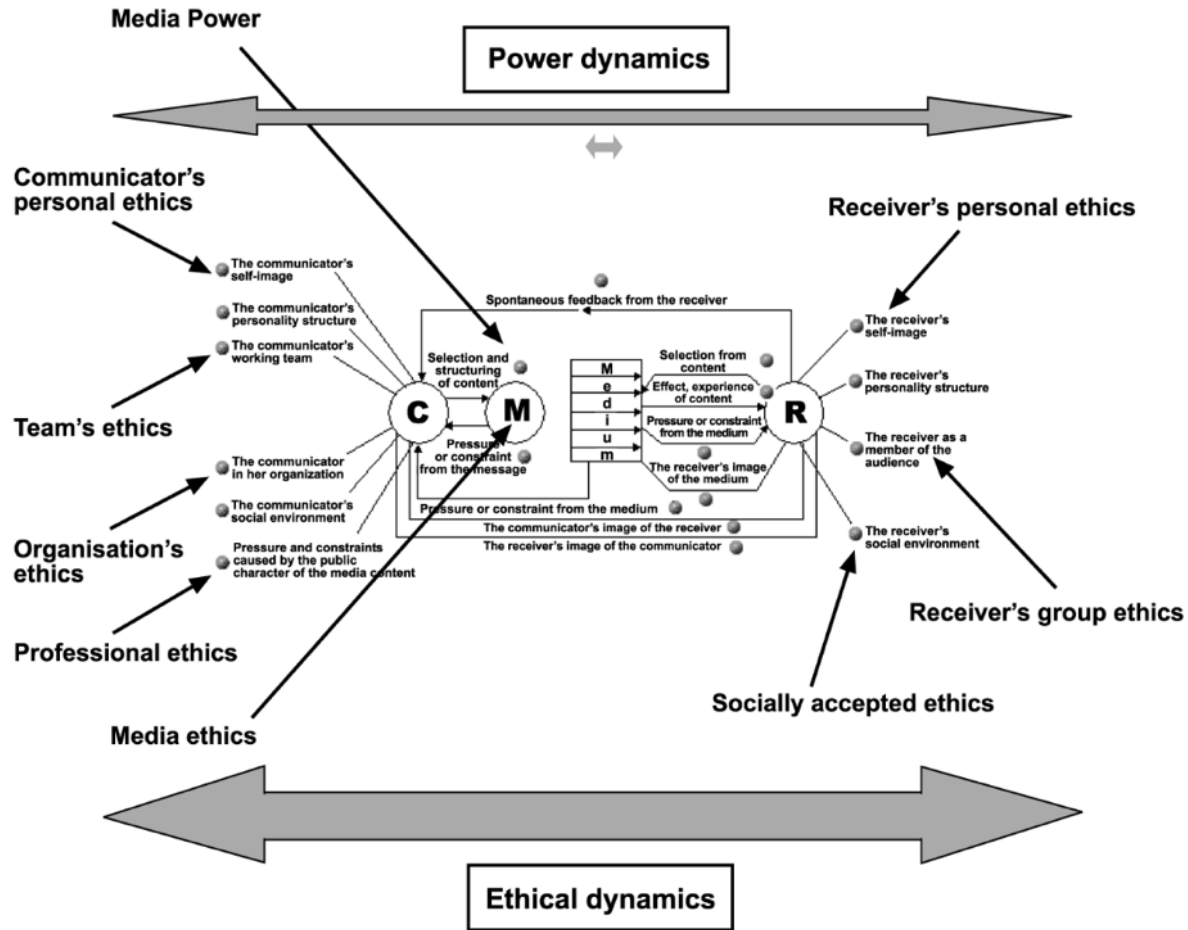 Media Power
Power dynamics
Communicator's
personal ethics
Receiver's personal ethics
The communicator's
self-image
The communicator's
personality structure
The communicator's
working team
Team's ethics
The communicator
in her organization
The communicator's
social environment
Organisation's
ethics
Pressure and constraints
caused by the public
character of the media content
Professional ethics
Media ethics
Spontaneous feedback from the receiver
Selection and
structuring
of content
C
M
Pressure
or constraint
from the message
M
e
d
i
u
m
Selection from
content
Effect, experience
of content
Pressure or constraint
from the medium
The receiver's image
of the medium
R
Pressure or constraint from the medium
The communicator's image of the receiver
The receiver's image of the communicator
The receiver's
self-image
The receiver's
personality structure
The receiver as a
member of the
audience
The receiver's
social environment
Receiver's group ethics
Socially accepted ethics
Ethical dynamics